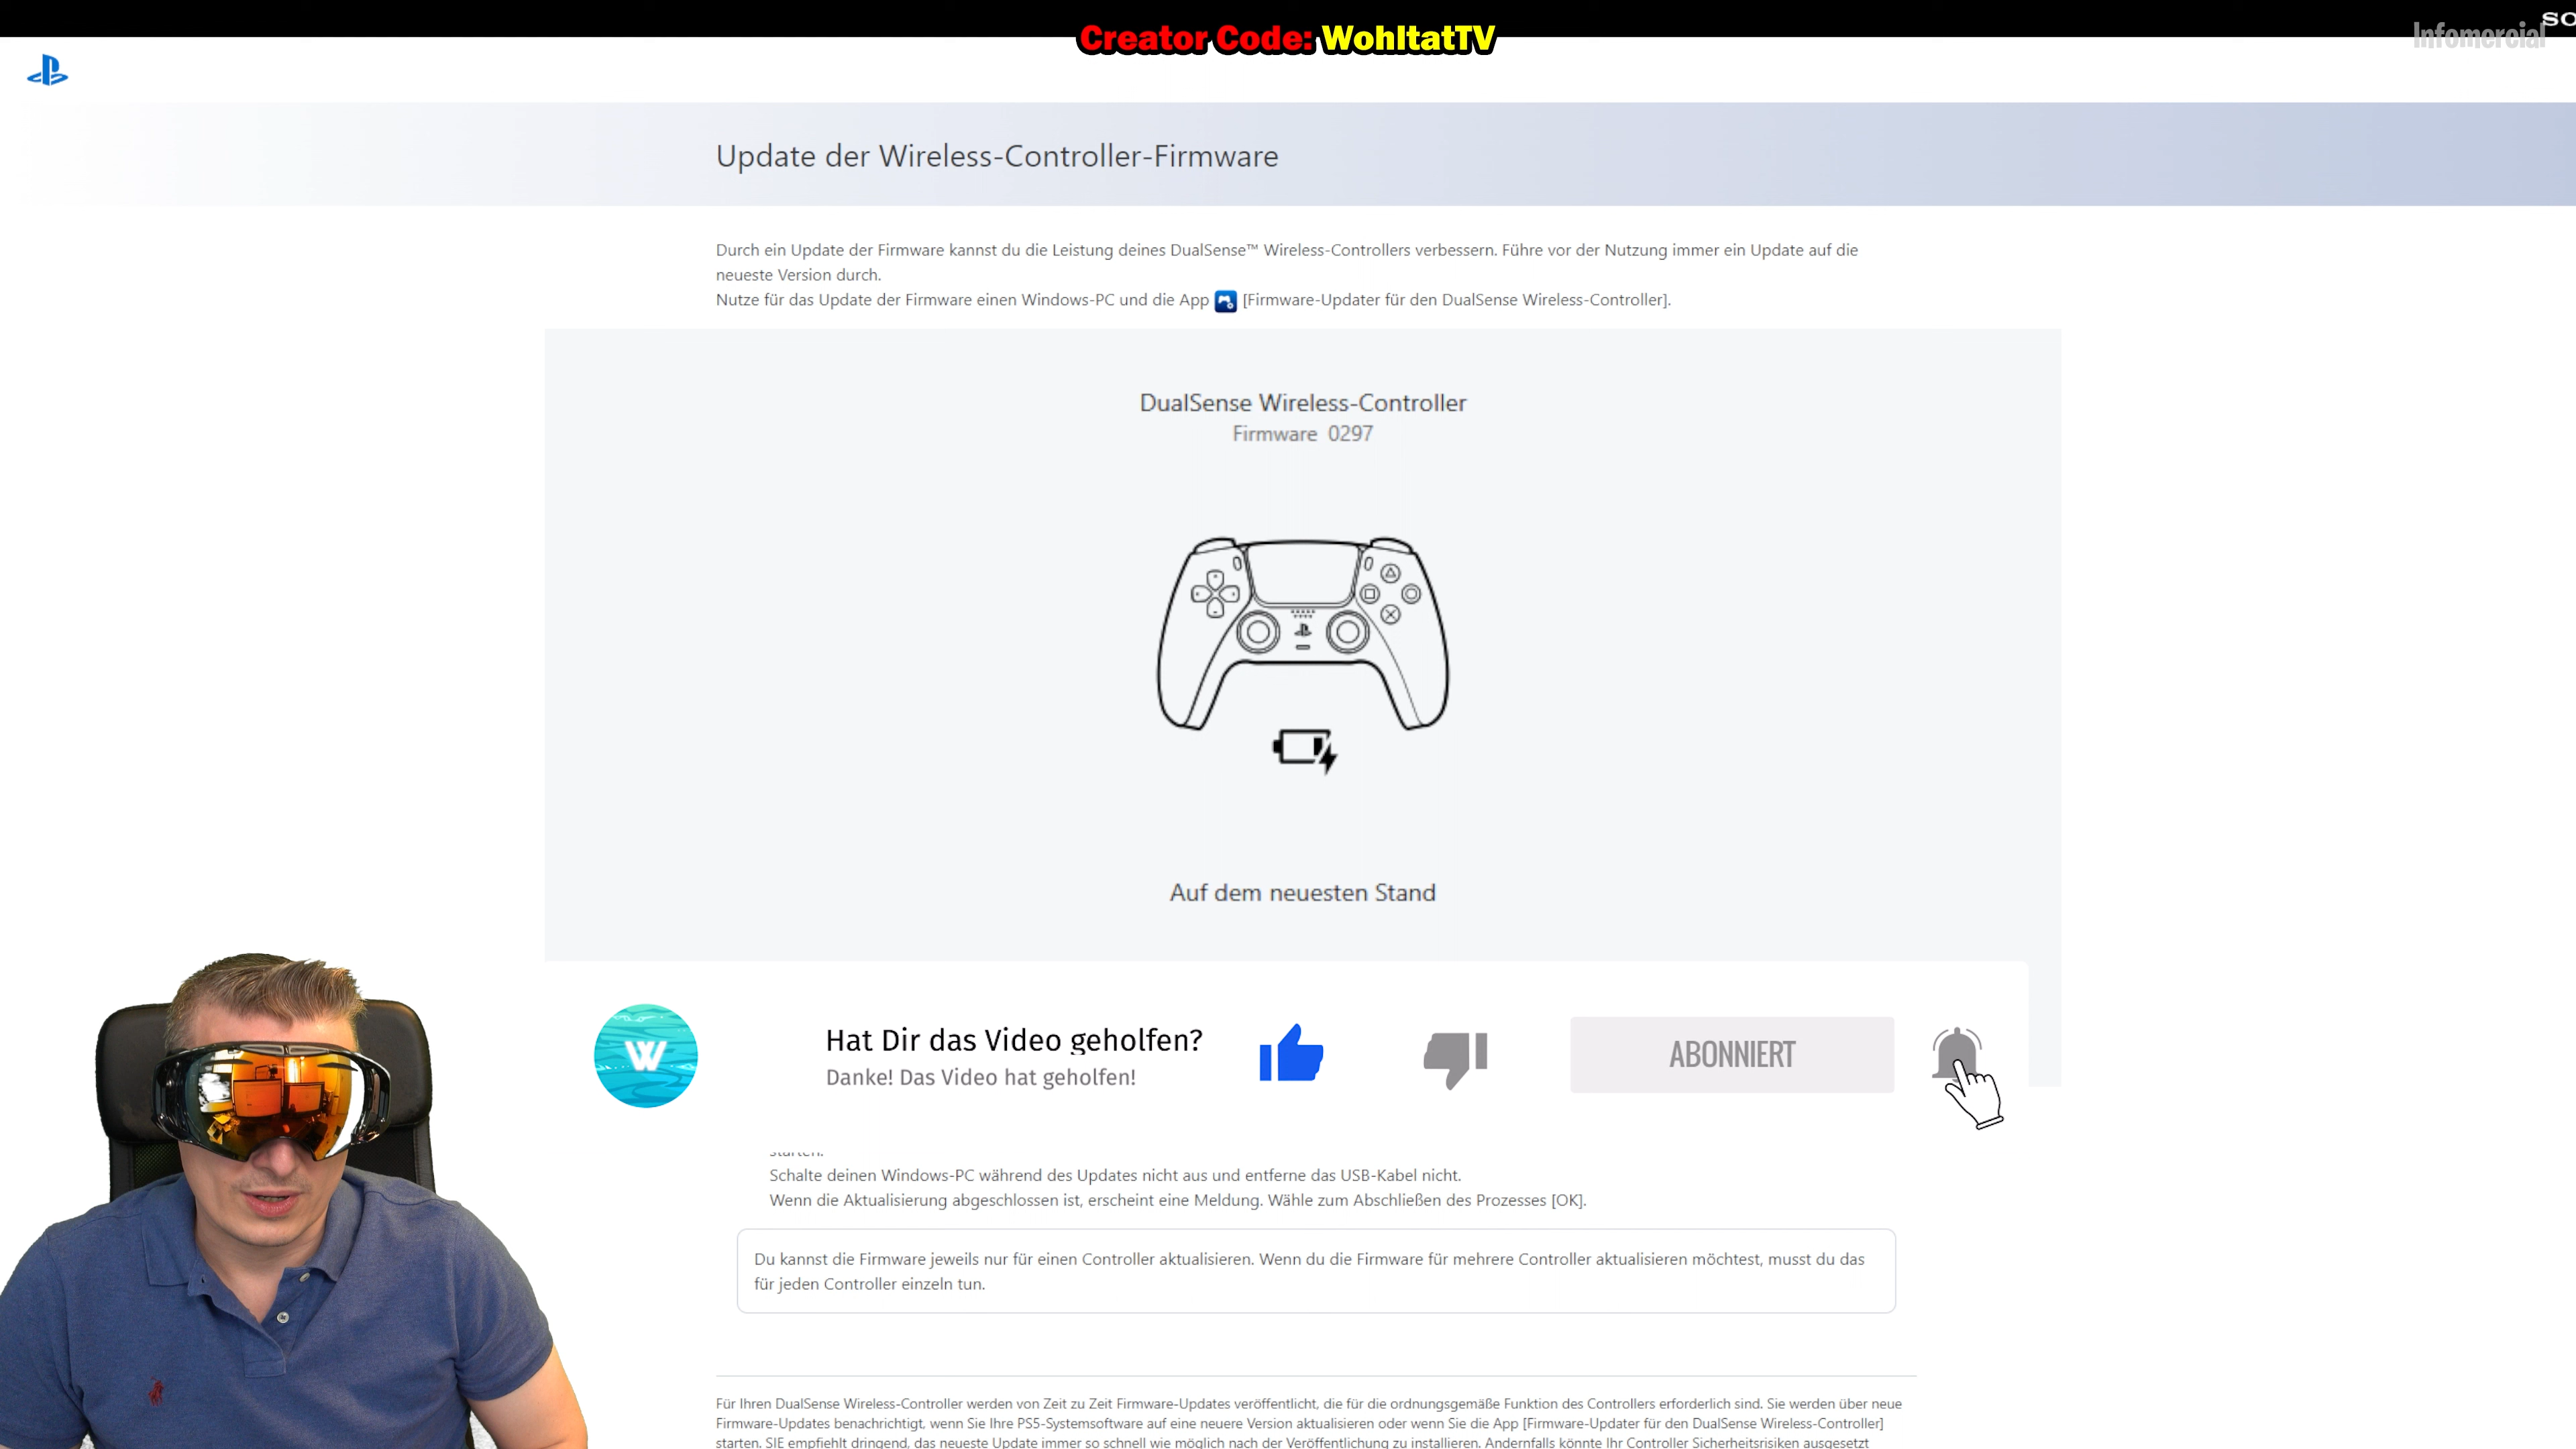 SO
Creator Code: WohltatTV
Infomercial
Update der Wireless-Controller-Firmware
Durch ein Update der Firmware kannst du die Leistung deines DualSense™ Wireless-Controllers verbessern. Führe vor der Nutzung immer ein Update auf die
neueste Version durch.
Nutze für das Update der Firmware einen Windows-PC und die App [Firmware-Updater für den DualSense Wireless-Controller].
DualSense Wireless-Controller
Firmware 0297
Auf dem neuesten Stand
W
Hat Dir das Video geholfen?
Danke! Das Video hat geholfen!
ABONNIERT
starten.
Schalte deinen Windows-PC während des Updates nicht aus und entferne das USB-Kabel nicht.
Wenn die Aktualisierung abgeschlossen ist, erscheint eine Meldung. Wähle zum Abschließen des Prozesses [OK].
Du kannst die Firmware jeweils nur für einen Controller aktualisieren. Wenn du die Firmware für mehrere Controller aktualisieren möchtest, musst du das
für jeden Controller einzeln tun.
Für Ihren DualSense Wireless-Controller werden von Zeit zu Zeit Firmware-Updates veröffentlicht, die für die ordnungsgemäße Funktion des Controllers erforderlich sind. Sie werden über neue
Firmware-Updates benachrichtigt, wenn Sie Ihre PS5-Systemsoftware auf eine neuere Version aktualisieren oder wenn Sie die App [Firmware-Updater für den DualSense Wireless-Controller]
starten. SIE empfiehlt dringend, das neueste Update immer so schnell wie möglich nach der Veröffentlichung zu installieren. Andernfalls könnte Ihr Controller Sicherheitsrisiken ausgesetzt